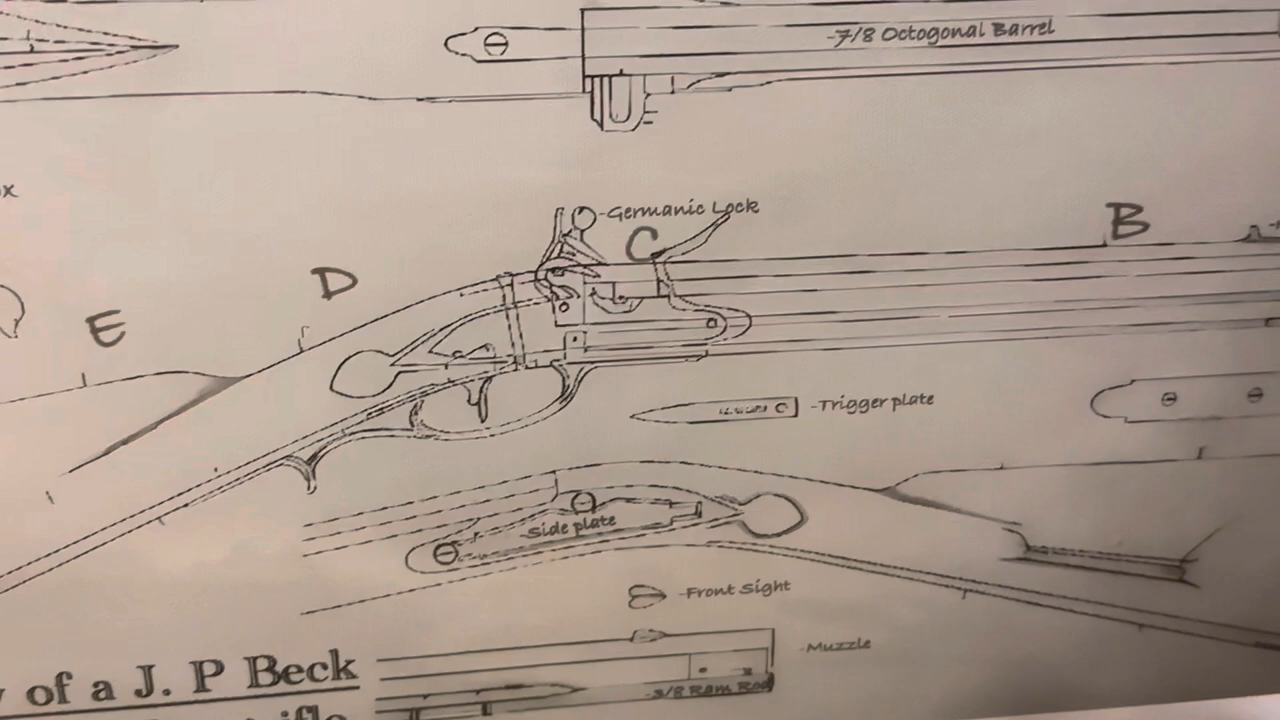 -7/8 Octogonal Barrel
x
-Germanic Lock
B
C
D
E
-Trigger plate
-Side plate
-Front Sight
-Muzzle
of a J. P Beck
-3/8 Ram Rod